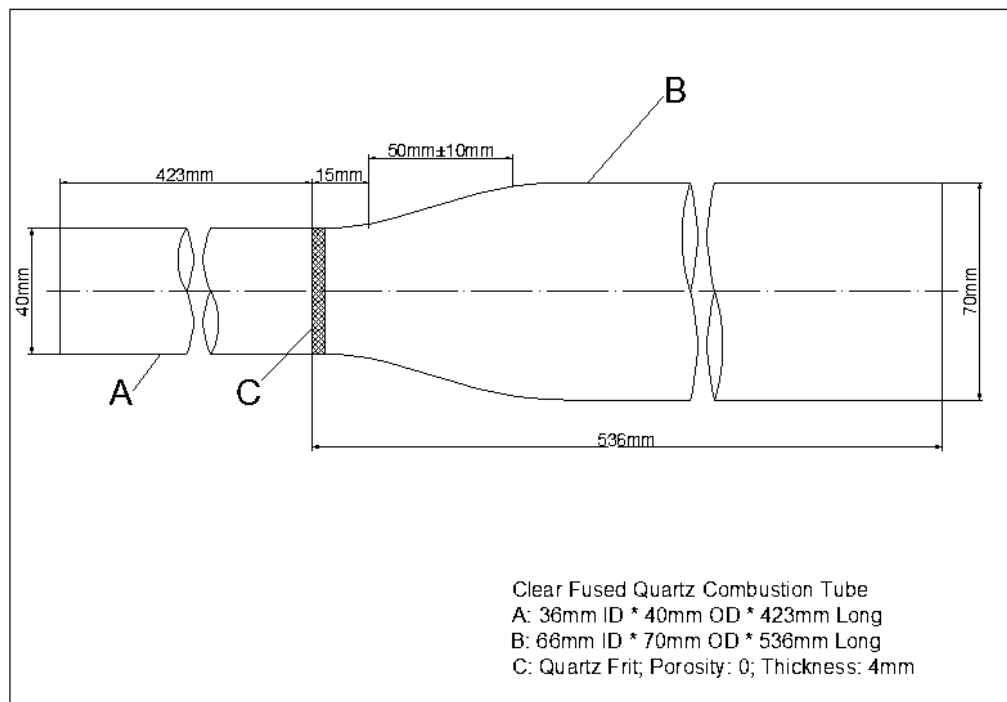 B
50mm±10mm
423mm
15mm
40mm
70mm
A
C
536mm
Clear Fused Quartz Combustion Tube
A: 36mm ID * 40mm OD * 423mm Long
B: 66mm ID * 70mm OD * 536mm Long
C: Quartz Frit; Porosity: 0; Thickness: 4mm